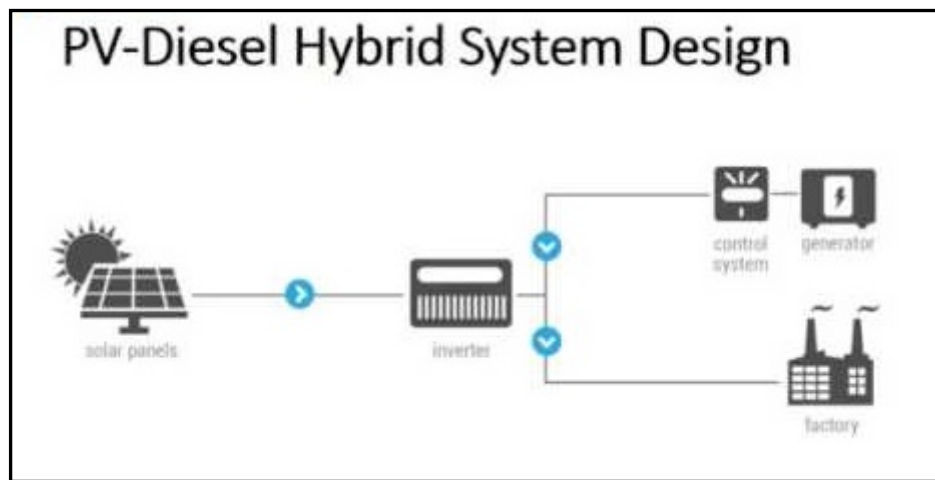 PV-Diesel Hybrid System Design
control
system
generator
solar panels
inverter
factory